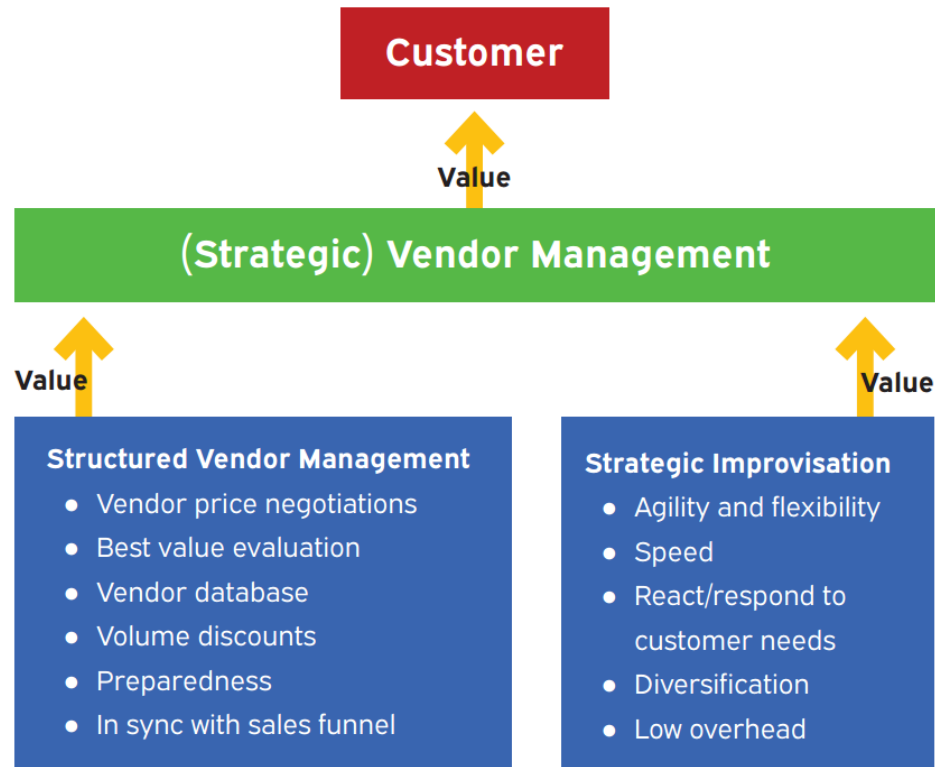 Customer
Value
(Strategic) Vendor Management
Value
Value
Structured Vendor Management
● Vendor price negotiations
● Best value evaluation
● Vendor database
● Volume discounts
● Preparedness
● In sync with sales funnel
Strategic Improvisation
● Agility and flexibility
● Speed
● React/respond to
customer needs
● Diversification
● Low overhead